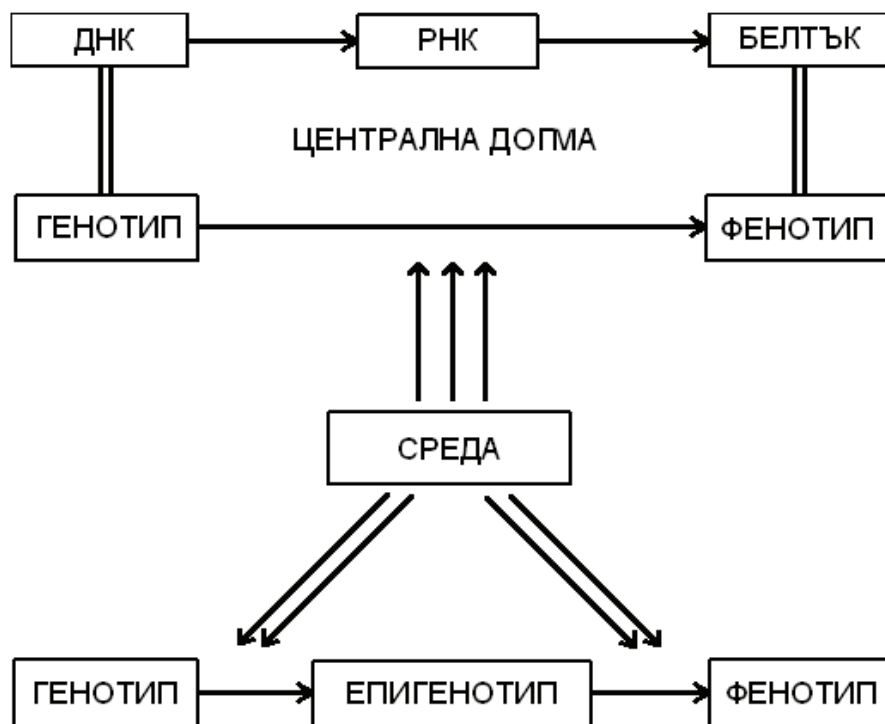 ДНК РНК БЕЛТЪК
ЦЕНТРАЛНА ДОГМА
ГЕНОТИП ФЕНОТИП
СРЕДА
ГЕНОТИП ЕПИГЕНОТИП ФЕНОТИП